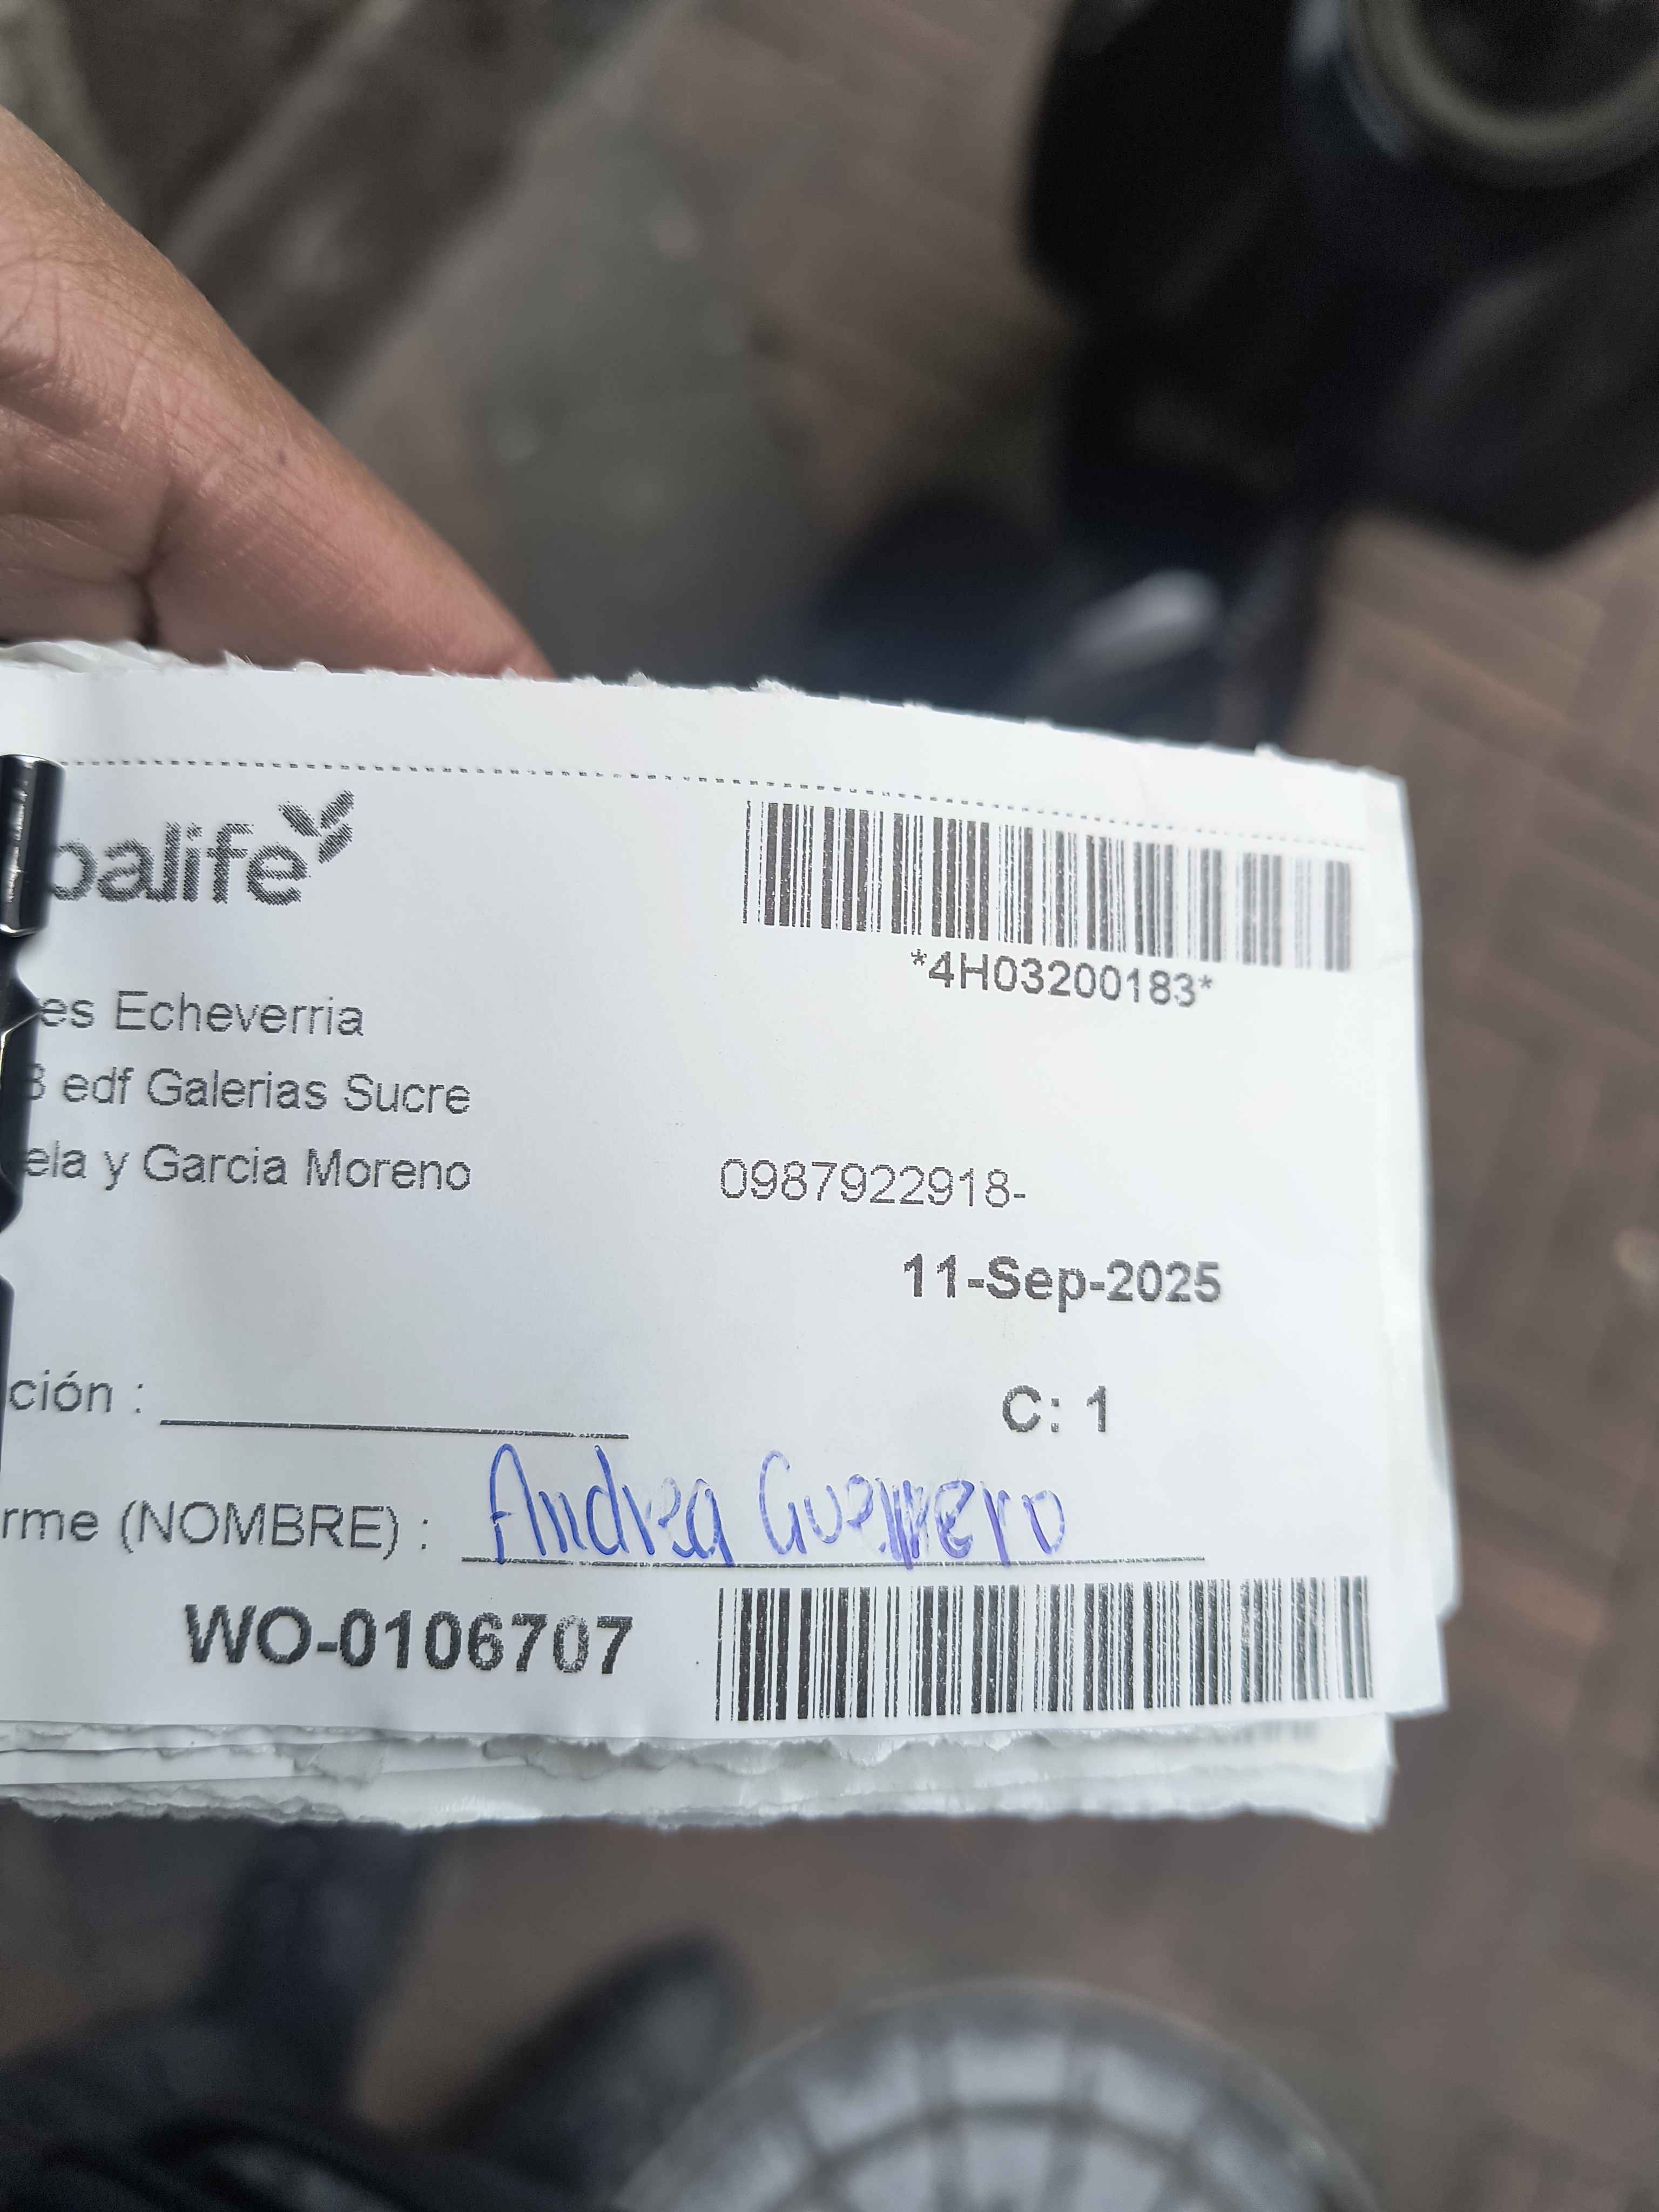 balife
*4H03200183*
es Echeverria
3 edf Galerias Sucre
ela y Garcia Moreno 0987922918-
11-Sep-2025
ción : C: 1
rme (NOMBRE) : Andrea Guerrero
WO-0106707